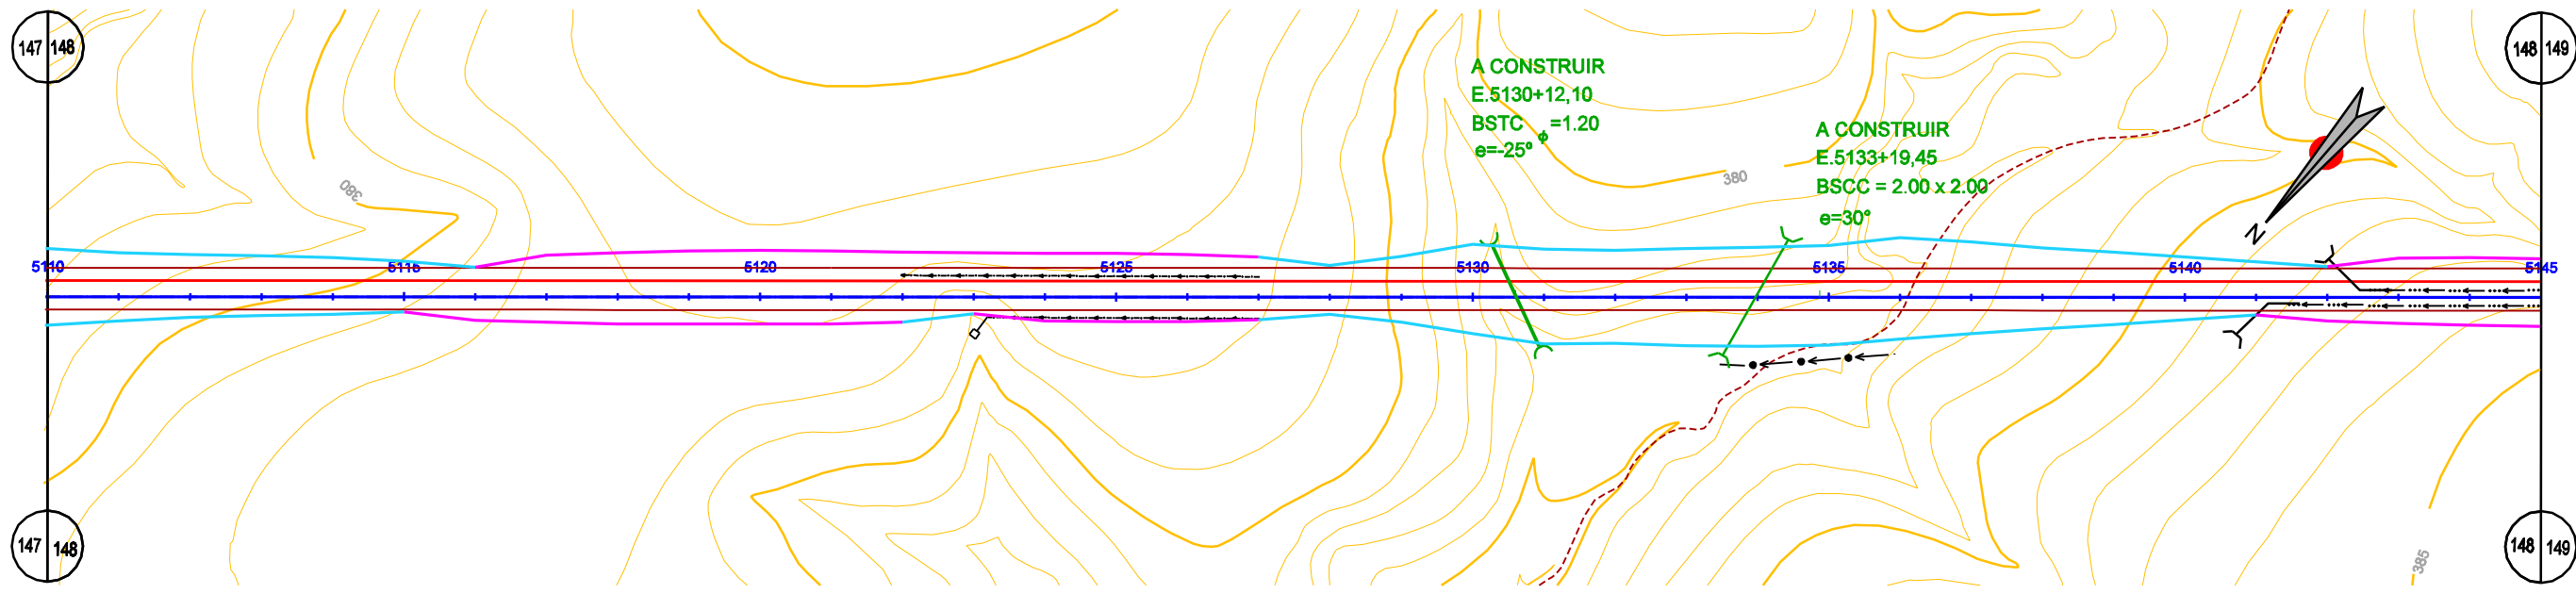 147 148
148 149
A CONSTRUIR
E.5130+12,10
BSTC ϕ =1.20
e=-25º
A CONSTRUIR
E.5133+19,45
BSCC = 2.00 x 2.00
e=30°
380
380
N
5110
5115
5120
5125
5130
5135
5140
5145
147 148
148 149
385